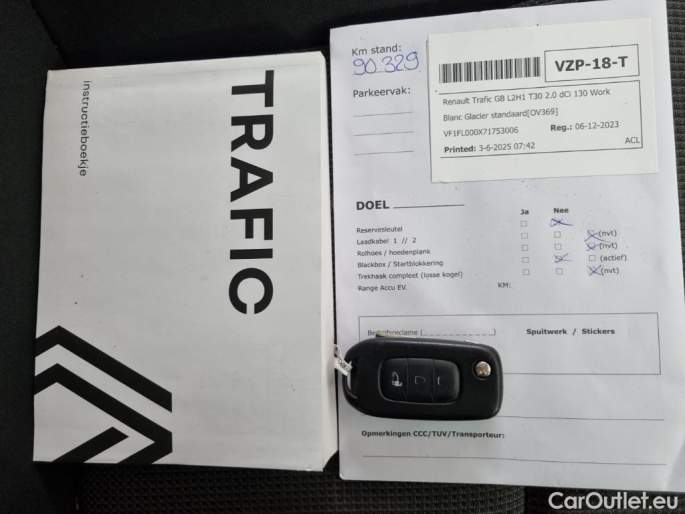 TRAFIC
instructieboekje
Km stand:
90.329
Parkeervak:
VZP-18-T
Renault Trafic GB L2H1 T30 2.0 dCi 130 Work
Blanc Glacier standaard[OV369]
VF1FL000X71753006 Reg.: 06-12-2023
Printed: 3-6-2025 07:42 ACL
DOEL
Ja Nee
Reservesleutel
Laadkabel 1 // 2 (nvt)
Rolhoes / hoedenplank (nvt)
Blackbox / Startblokkering (actief)
Trekhaak compleet (losse kogel) (nvt)
Range Accu EV. KM:
Bedrijfsreclame (
) Spuitwerk / Stickers
Opmerkingen CCC/TUV/Transporteur:
CarOutlet.eu